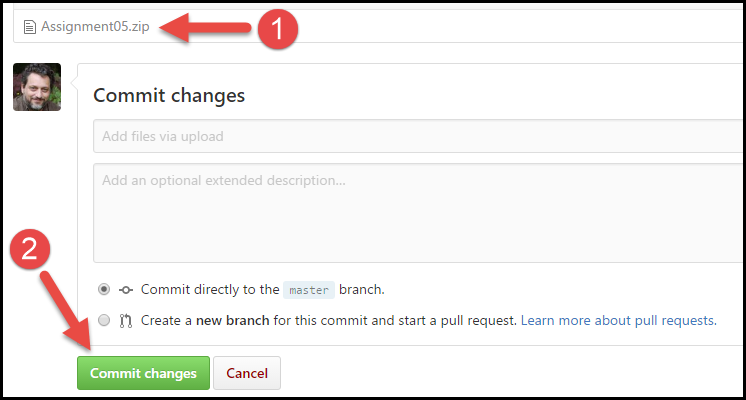 Assignment05.zip
1
Commit changes
Add files via upload
Add an optional extended description...
2
Commit directly to the master branch.
Create a new branch for this commit and start a pull request. Learn more about pull requests.
Commit changes Cancel